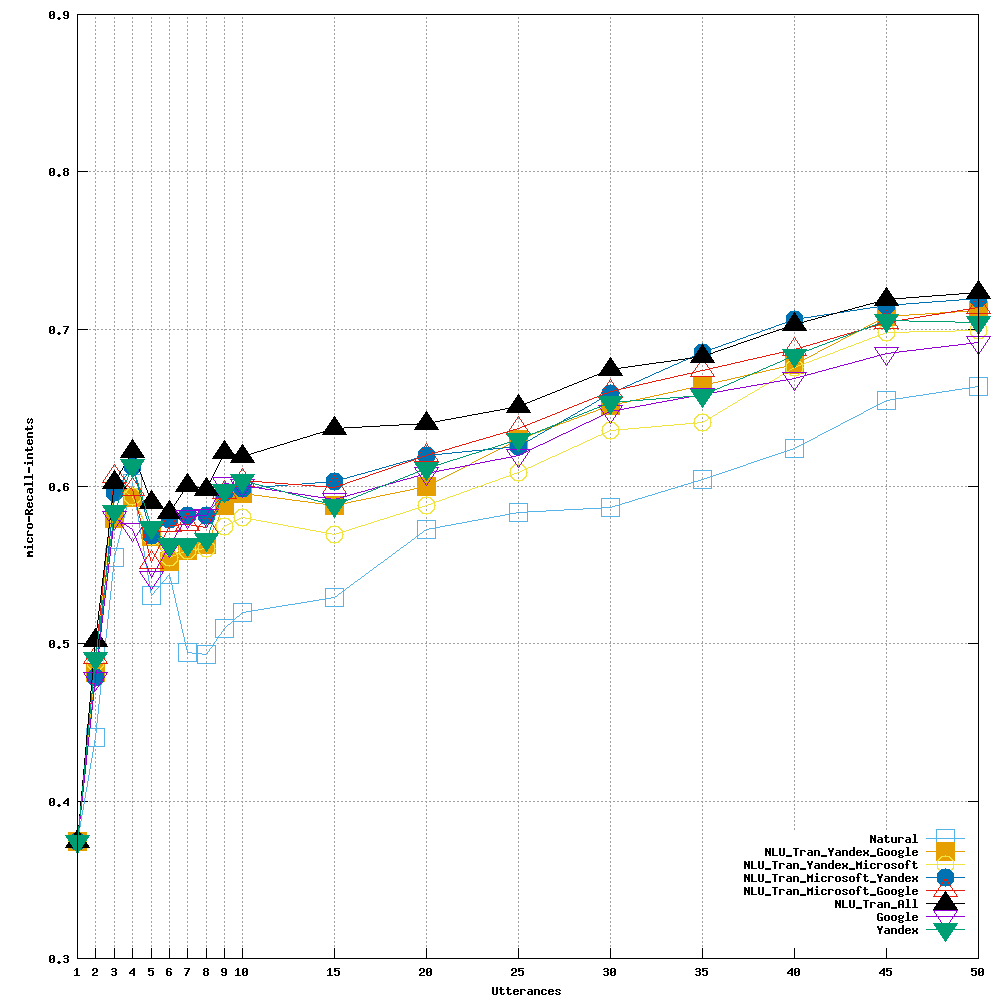 0.9
0.8
0.7
0.6
0.5
0.4
0.3
micro-Recall-intents
Natural
NLU_Tran_Yandex_Google
NLU_Tran_Yandex_Microsoft
NLU_Tran_Microsoft_Yandex
NLU_Tran_Microsoft_Google
NLU_Tran_All
Google
Yandex
1 2 3 4 5 6 7 8 9 10 15 20 25 30 35 40 45 50
Utterances